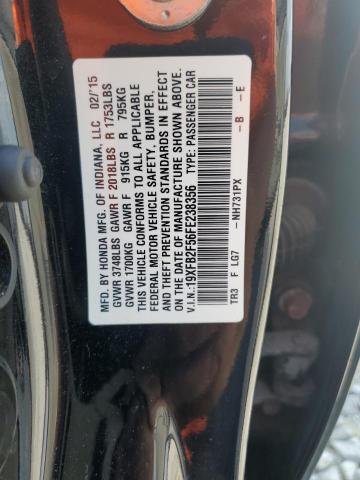 MFD. BY HONDA MFG. OF INDIANA, LLC 02/'15
GVWR 3748LBS GAWR F 2018LBS R 1753LBS
GVWR 1700KG GAWR F 915KG R 795KG
THIS VEHICLE CONFORMS TO ALL APPLICABLE
FEDERAL MOTOR VEHICLE SAFETY, BUMPER,
AND THEFT PREVENTION STANDARDS IN EFFECT
ON THE DATE OF MANUFACTURE SHOWN ABOVE.
V.I.N.:19XFB2F56FE238356 TYPE: PASSENGER CAR
TR3 F LG7 -NH731PX -B -E